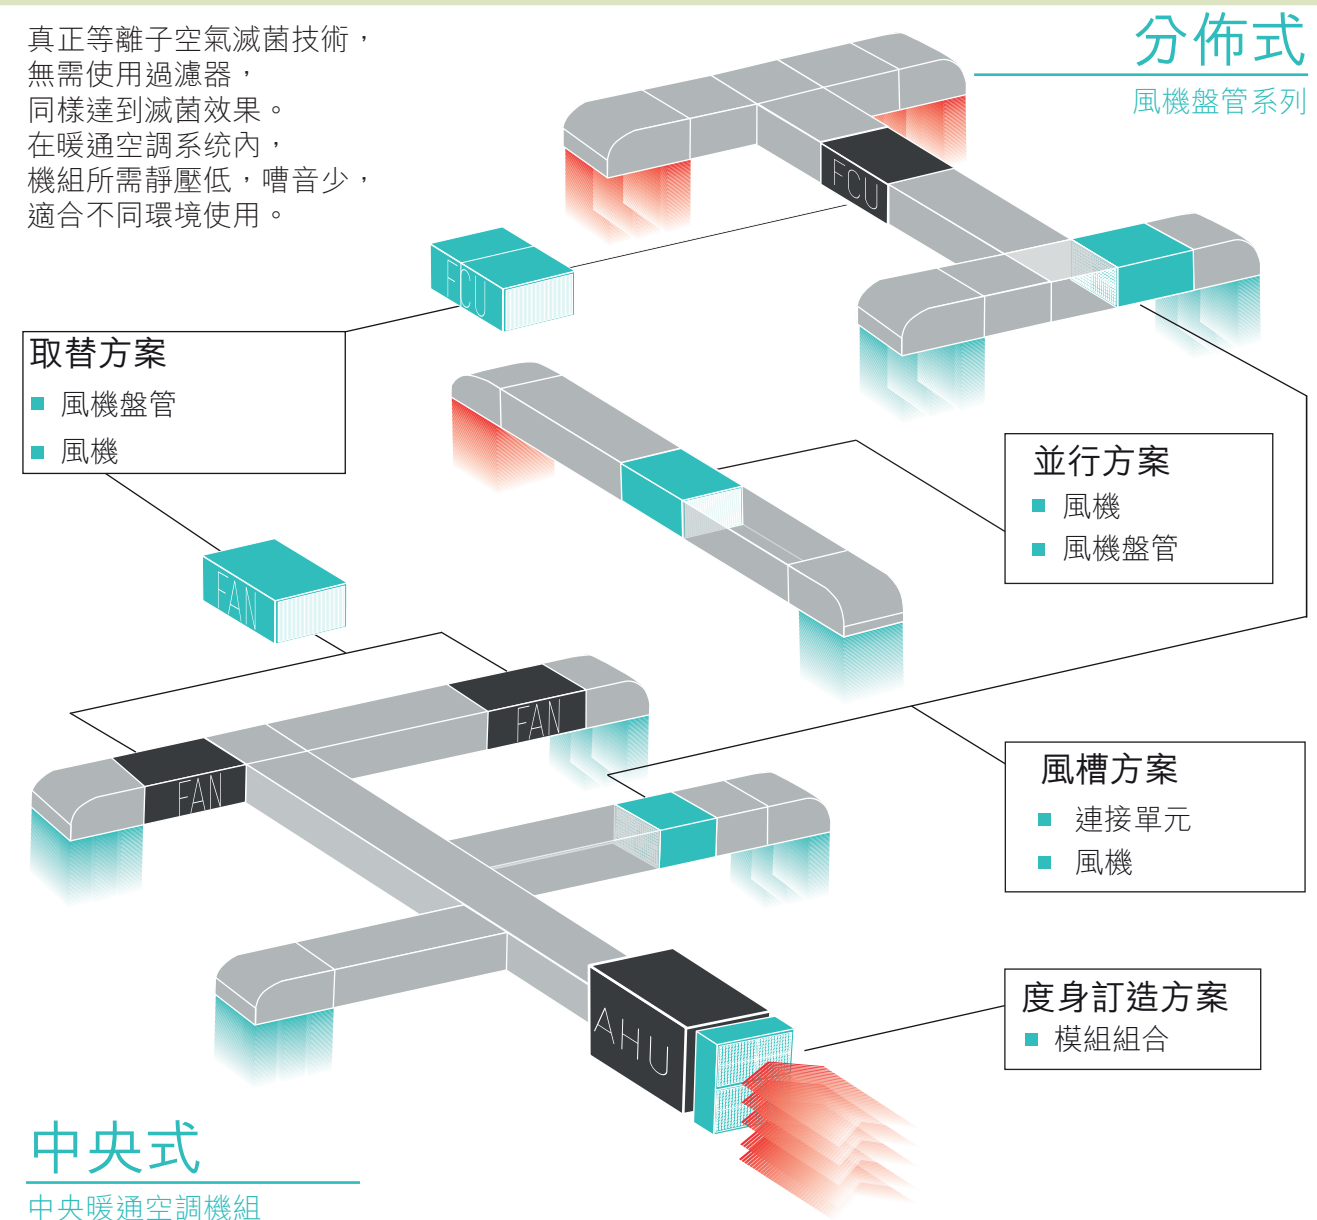 真正等離子空氣滅菌技術，
無需使用過濾器，
同樣達到滅菌效果。
在暖通空調系统內，
機組所需靜壓低，嘈音少，
適合不同環境使用。
分佈式
風機盤管系列
FCU
FCU
取替方案
風機盤管
風機
並行方案
風機
風機盤管
FAN
FAN
FAN
風槽方案
連接單元
風機
AHU
度身訂造方案
模組組合
中央式
中央暖通空調機組